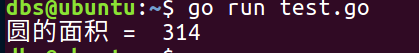 dbs@ubuntu:~$ go run test.go
圆的面积 =  314